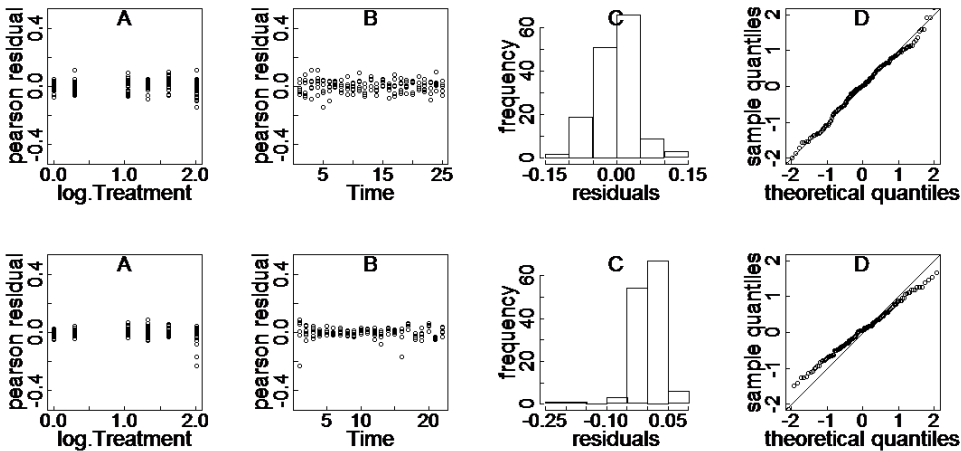 A
pearson residual
-0.4 0.0 0.4
0.0 1.0 2.0
log.Treatment
B
pearson residual
-0.4 0.0 0.4
5 15 25
Time
C
frequency
0 20 40 60
-0.15 0.00 0.15
residuals
D
sample quantiles
-2 -1 0 1 2
-2 -1 0 1 2
theoretical quantiles
A
pearson residual
-0.4 0.0 0.4
0.0 1.0 2.0
log.Treatment
B
pearson residual
-0.4 0.0 0.4
5 10 20
Time
C
frequency
0 20 40 60
-0.25 -0.10 0.05
residuals
D
sample quantiles
-2 -1 0 1 2
-2 -1 0 1 2
theoretical quantiles